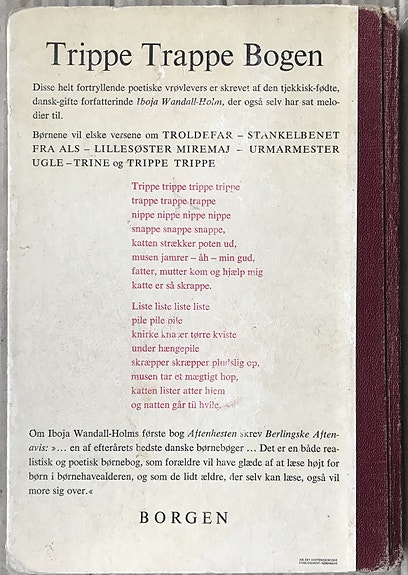 Trippe Trappe Bogen
Disse helt fortryllende poetiske vrøvlevers er skrevet af den tjekkisk-fødte,
dansk-gifte forfatterinde Iboja Wandall-Holm, der også selv har sat melo-
dier til.
Børnene vil elske versene om TROLDEFAR – STANKELBENET
FRA ALS – LILLESØSTER MIREMAJ – URMARMESTER
UGLE – TRINE og TRIPPE TRIPPE
Trippe trippe trippe trippe
trappe trappe trappe
nippe nippe nippe nippe
snappe snappe snappe,
katten strækker poten ud,
musen jamrer – åh – min gud,
fatter, mutter kom og hjælp mig
katte er så skrappe.
Liste liste liste liste
pile pile pile
knirke knaser tørre kviste
under hængepile
skræpper skræpper pludslig op,
musen tar et mægtigt hop,
katten lister atter hjem
og natten går til hvile.
Om Iboja Wandall-Holms første bog Aftenhesten skrev Berlingske Aften-
avis: »... en af efterårets bedste danske børnebøger ... Det er en både rea-
listisk og poetisk børnebog, som forældre vil have glæde af at læse højt for
børn i børnehavealderen, og som de lidt ældre, der selv kan læse, også vil
more sig over.«
BORGEN